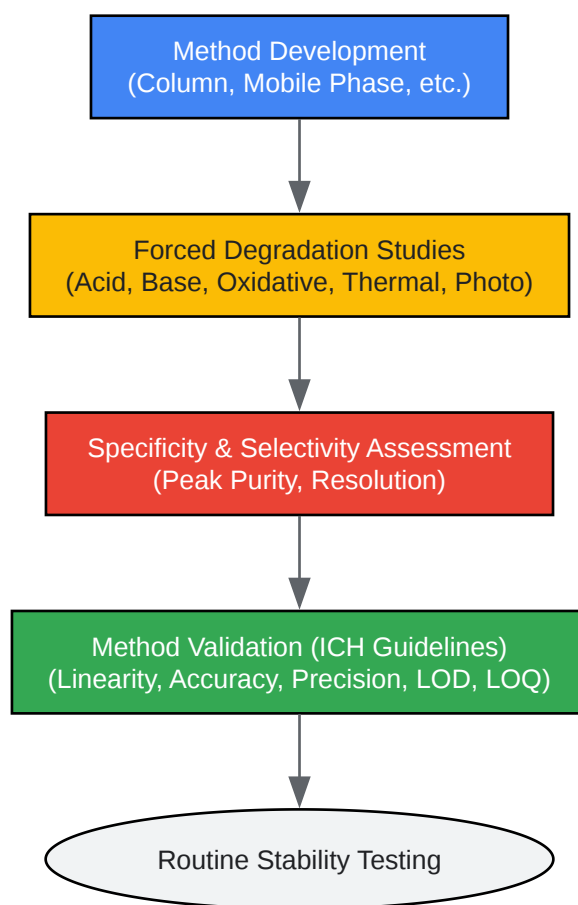 Method Development
(Column, Mobile Phase, etc.)
Forced Degradation Studies
(Acid, Base, Oxidative, Thermal, Photo)
Specificity & Selectivity Assessment
(Peak Purity, Resolution)
Method Validation (ICH Guidelines)
(Linearity, Accuracy, Precision, LOD, LOQ)
Routine Stability Testing